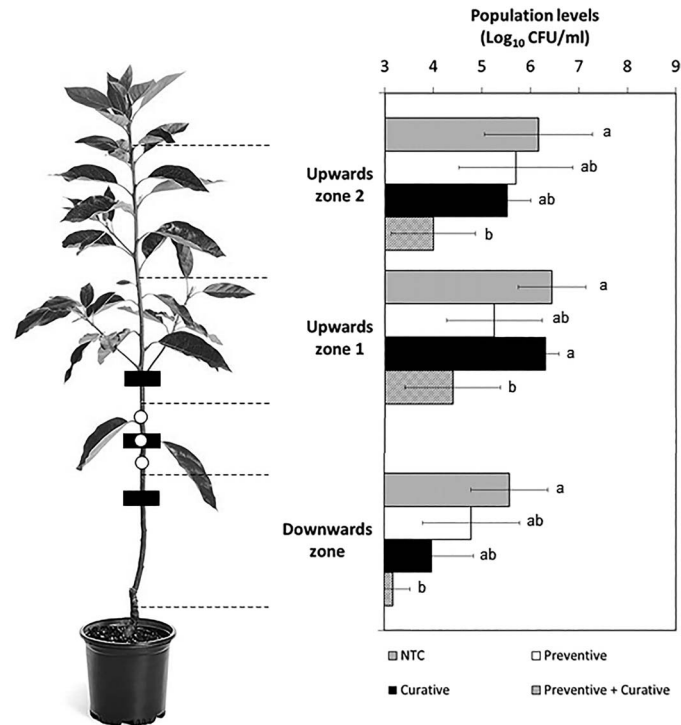 Population levels
(Log₁₀ CFU/ml)
3 4 5 6 7 8 9
a
Upwards
zone 2
ab
ab
b
a
Upwards
zone 1
ab
a
b
a
Downwards
zone
ab
ab
b
NTC
Preventive
Curative
Preventive + Curative